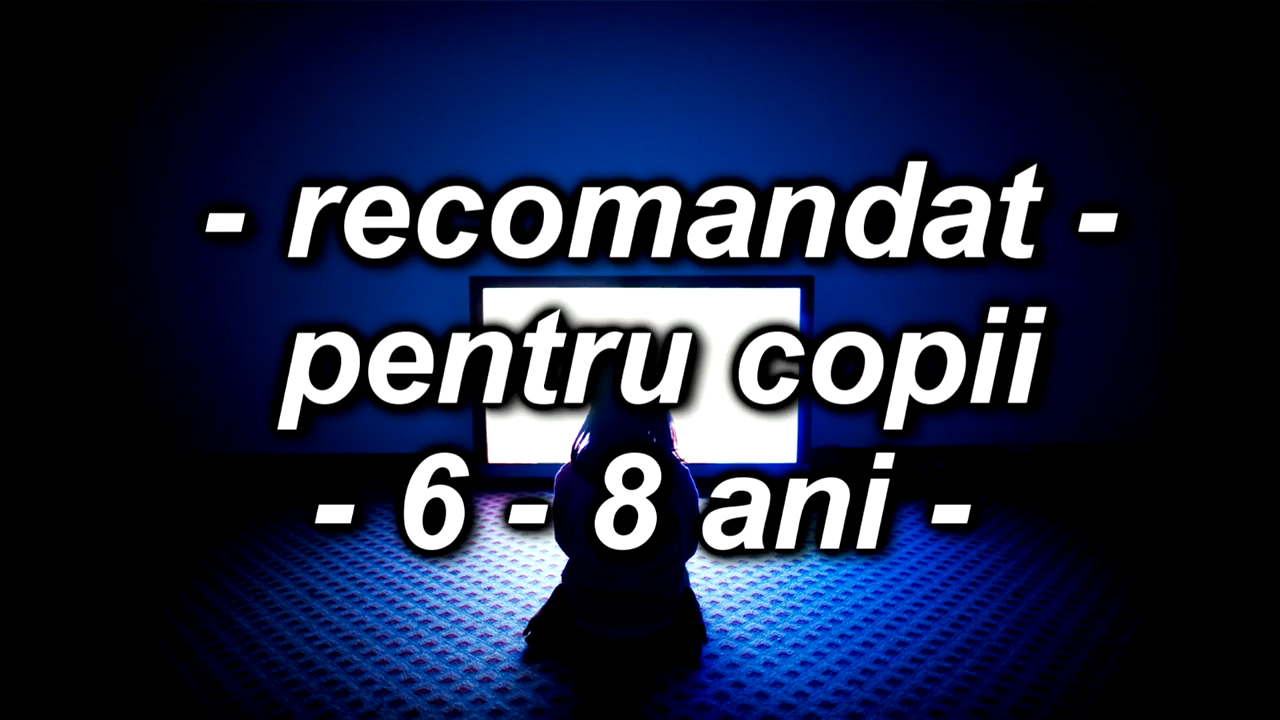 - recomandat -
pentru copii
- 6 - 8 ani -